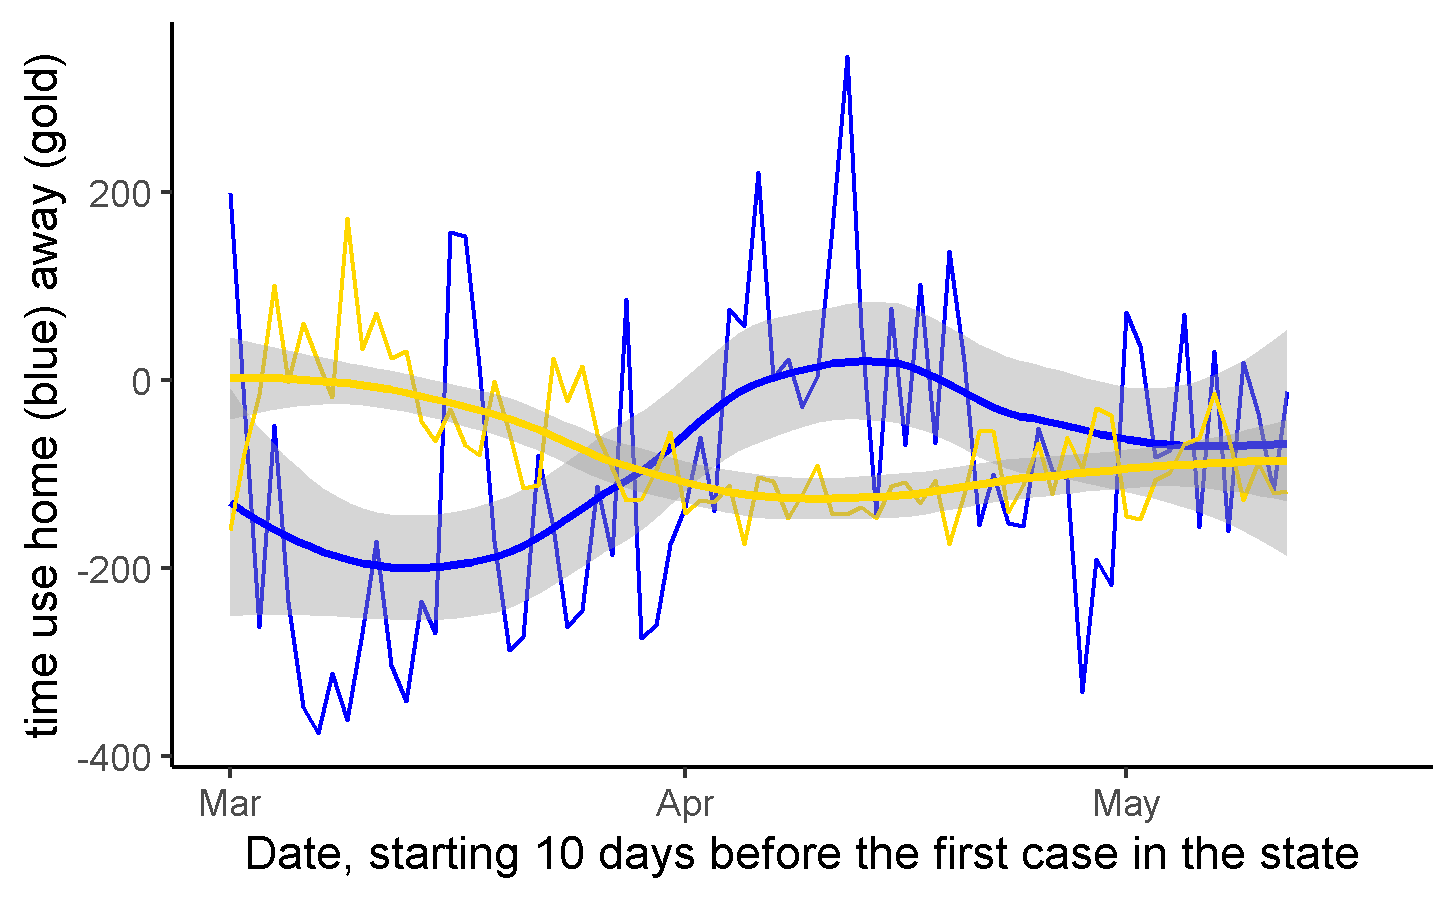 time use home (blue) away (gold)
200
0
-200
-400
Mar
Apr
May
Date, starting 10 days before the first case in the state